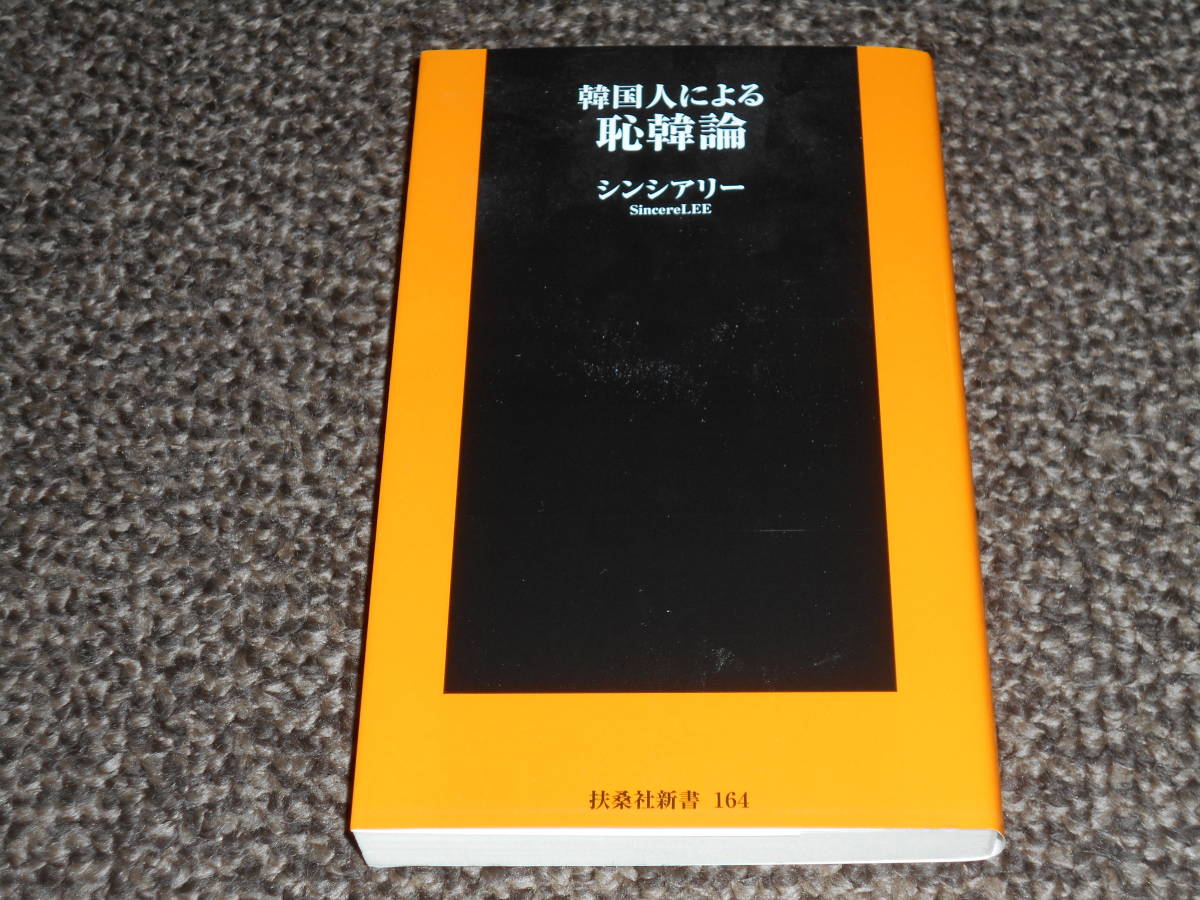 韓国人による
恥韓論
シンシアリー
SincereLEE
扶桑社新書 164